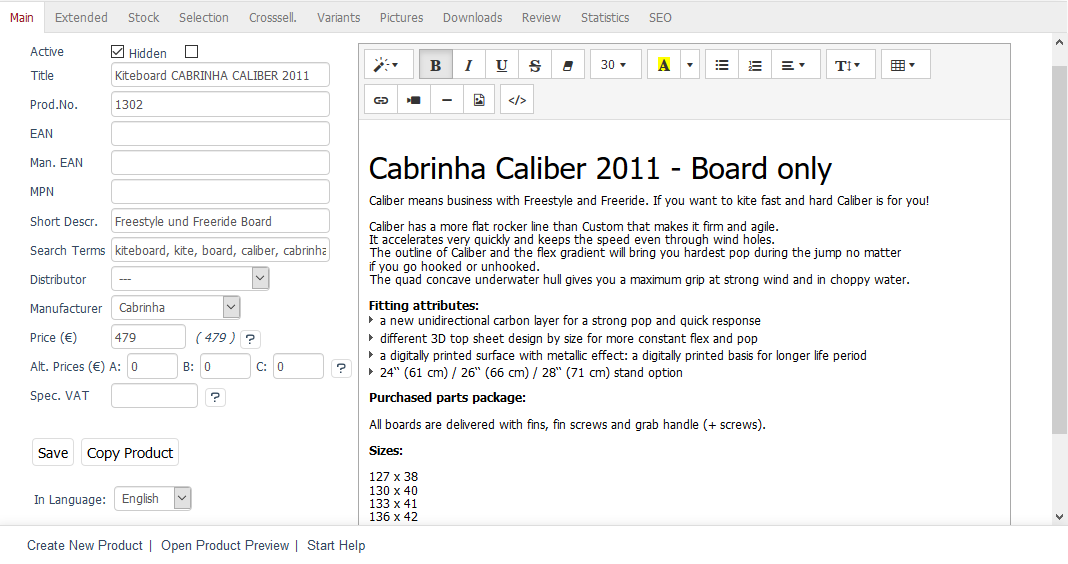 Main Extended Stock Selection Crosssell. Variants Pictures Downloads Review Statistics SEO
Active Hidden
Title Kiteboard CABRINHA CALIBER 2011
Prod.No. 1302
EAN
Man. EAN
MPN
Short Descr. Freestyle und Freeride Board
Search Terms kiteboard, kite, board, caliber, cabrinha
Distributor ---
Manufacturer Cabrinha
Price (€) 479 ( 479 ) ?
Alt. Prices (€) A: 0 B: 0 C: 0 ?
Spec. VAT ?
Save Copy Product
In Language: English
B I U S 30 A T
</>
Cabrinha Caliber 2011 - Board only
Caliber means business with Freestyle and Freeride. If you want to kite fast and hard Caliber is for you!
Caliber has a more flat rocker line than Custom that makes it firm and agile.
It accelerates very quickly and keeps the speed even through wind holes.
The outline of Caliber and the flex gradient will bring you hardest pop during the jump no matter
if you go hooked or unhooked.
The quad concave underwater hull gives you a maximum grip at strong wind and in choppy water.
Fitting attributes:
a new unidirectional carbon layer for a strong pop and quick response
different 3D top sheet design by size for more constant flex and pop
a digitally printed surface with metallic effect: a digitally printed basis for longer life period
24“ (61 cm) / 26“ (66 cm) / 28“ (71 cm) stand option
Purchased parts package:
All boards are delivered with fins, fin screws and grab handle (+ screws).
Sizes:
127 x 38
130 x 40
133 x 41
136 x 42
Create New Product | Open Product Preview | Start Help